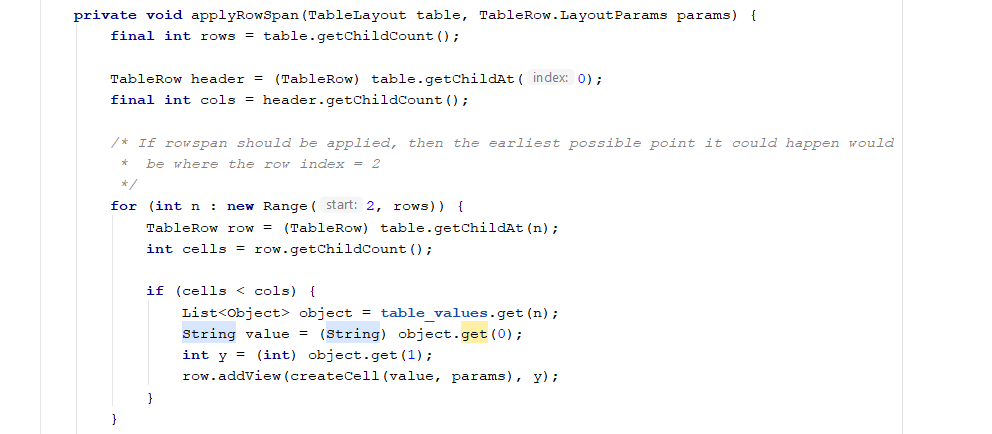 private void applyRowSpan(TableLayout table, TableRow.LayoutParams params) {
final int rows = table.getChildCount();
TableRow header = (TableRow) table.getChildAt( index: 0);
final int cols = header.getChildCount();
/* If rowspan should be applied, then the earliest possible point it could happen would
*  be where the row index = 2
*/
for (int n : new Range( start: 2, rows)) {
TableRow row = (TableRow) table.getChildAt(n);
int cells = row.getChildCount();
if (cells < cols) {
List<Object> object = table_values.get(n);
String value = (String) object.get(0);
int y = (int) object.get(1);
row.addView(createCell(value, params), y);
}
}